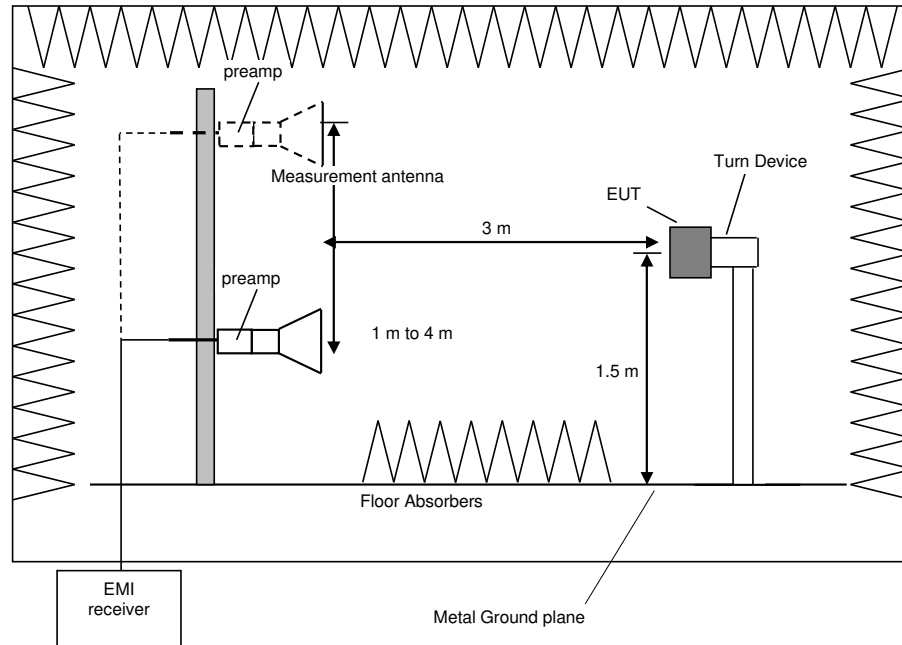 preamp
Measurement antenna
Turn Device
EUT
3 m
preamp
1 m to 4 m
1.5 m
Floor Absorbers
EMI
receiver
Metal Ground plane